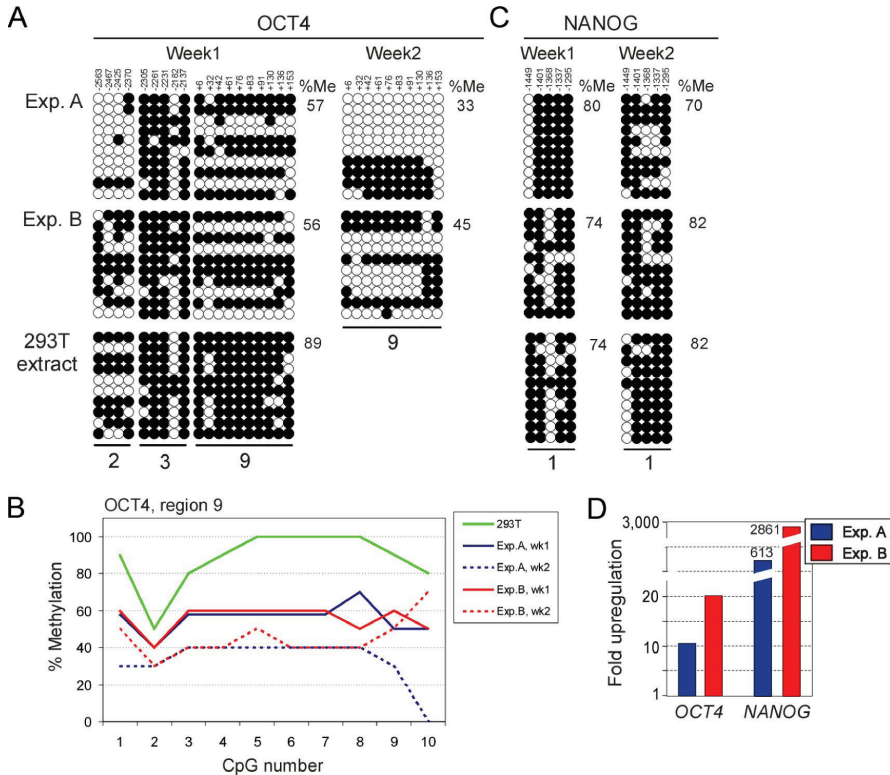 A
OCT4
Week1
Week2
-2563 -2467 -2425 -2370 -2305 -2261 -2231 -2182 -2137 +6 +32 +42 +61 +76 +83 +91 +130 +136 +153 %Me
+6 +32 +42 +61 +76 +83 +91 +130 +136 +153 %Me
Exp. A
57
33
Exp. B
56
45
9
293T
extract
89
2
3
9
C
NANOG
Week1
Week2
-1449 -1401 -1368 -1337 -1295 %Me
-1449 -1401 -1368 -1337 -1295 %Me
80
70
74
82
74
82
1
1
B
OCT4, region 9
% Methylation
100
80
60
40
20
0
1 2 3 4 5 6 7 8 9 10
CpG number
293T
Exp.A, wk1
Exp.A, wk2
Exp.B, wk1
Exp.B, wk2
D
Fold upregulation
3,000
20
10
1
2861
613
Exp. A
Exp. B
OCT4
NANOG